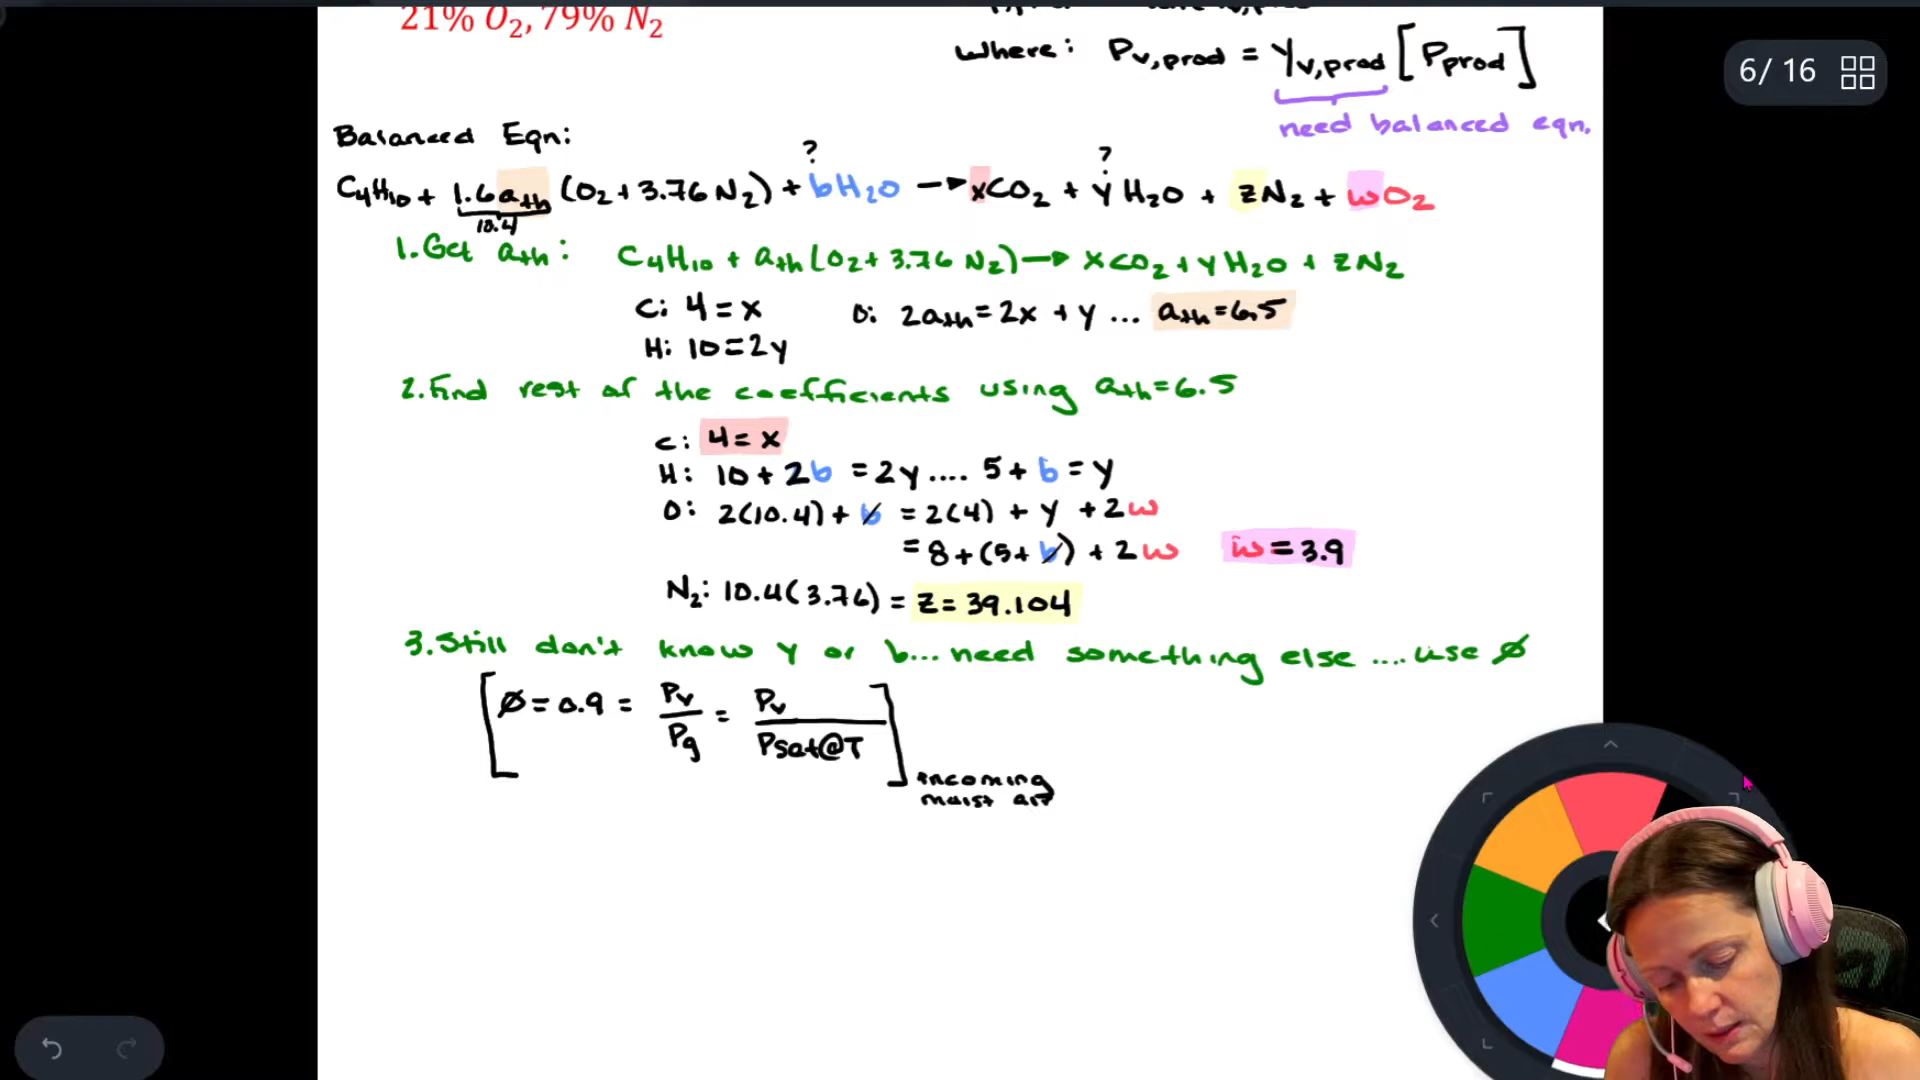 21% O₂, 79% N₂
where: Pv,prod = Yv,prod [Pprod]
6/ 16
need balanced eqn.
Balanced Eqn:
? ?
C₄H₁₀ + 1.6ath (O₂ + 3.76 N₂) + bH₂O → xCO₂ + y H₂O + zN₂ + wO₂
10.4
1. Get ath: C₄H₁₀ + ath (O₂ + 3.76 N₂) → xCO₂ + yH₂O + zN₂
C: 4 = x O: 2ath = 2x + y ... ath = 6.5
H: 10 = 2y
2. Find rest of the coefficients using ath = 6.5
C: 4 = x
H: 10 + 2b = 2y .... 5 + b = y
O: 2(10.4) + b = 2(4) + y + 2w
= 8 + (5 + b) + 2w w = 3.9
N₂: 10.4(3.76) = z = 39.104
3. Still don't know y or b... need something else .... use ∅
[∅ = 0.9 = Pv/Pg = Pv/Psat@T]
incoming
moist air